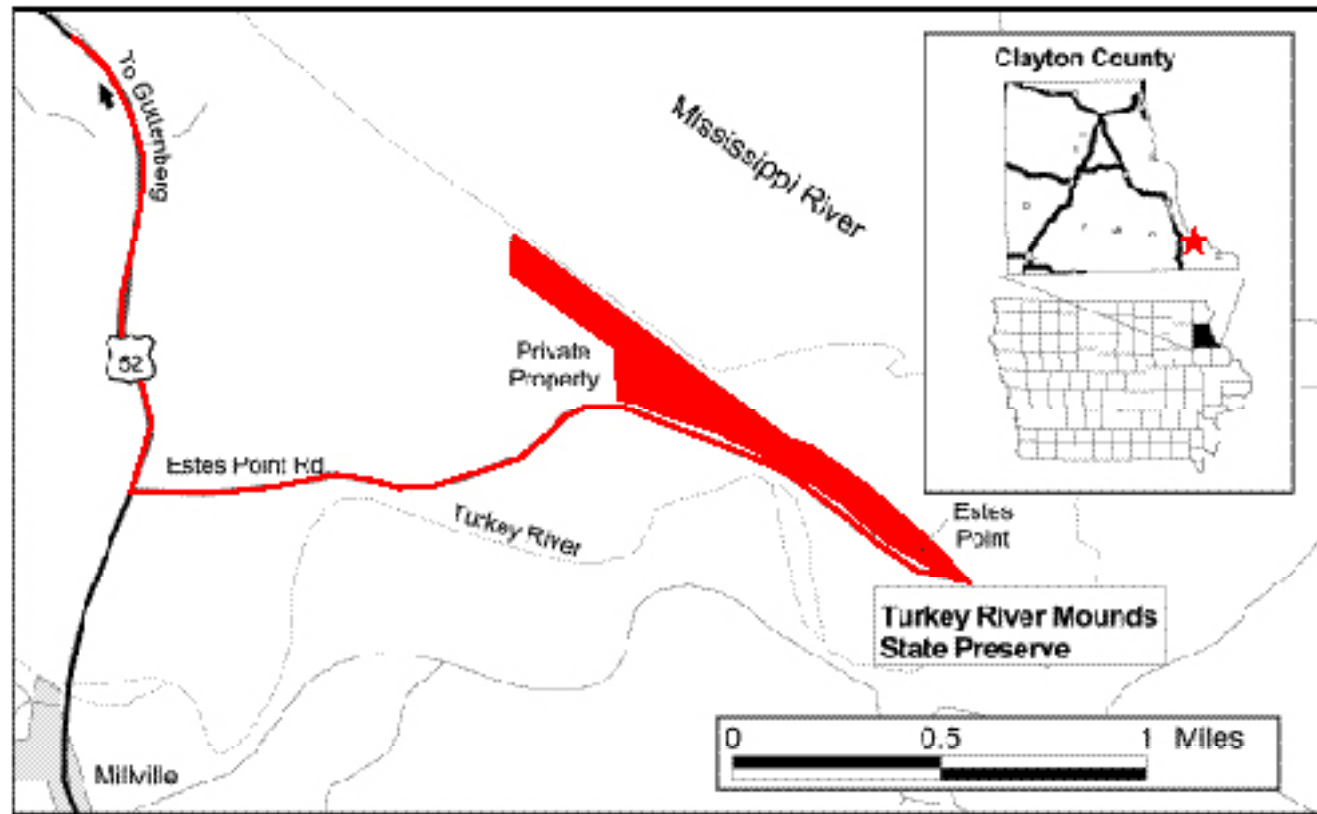 To Guttenberg
Mississippi River
Clayton County
52
Private
Property
Estes Point Rd.
Turkey River
Estes
Point
Turkey River Mounds
State Preserve
0 0.5 1 Miles
Millville